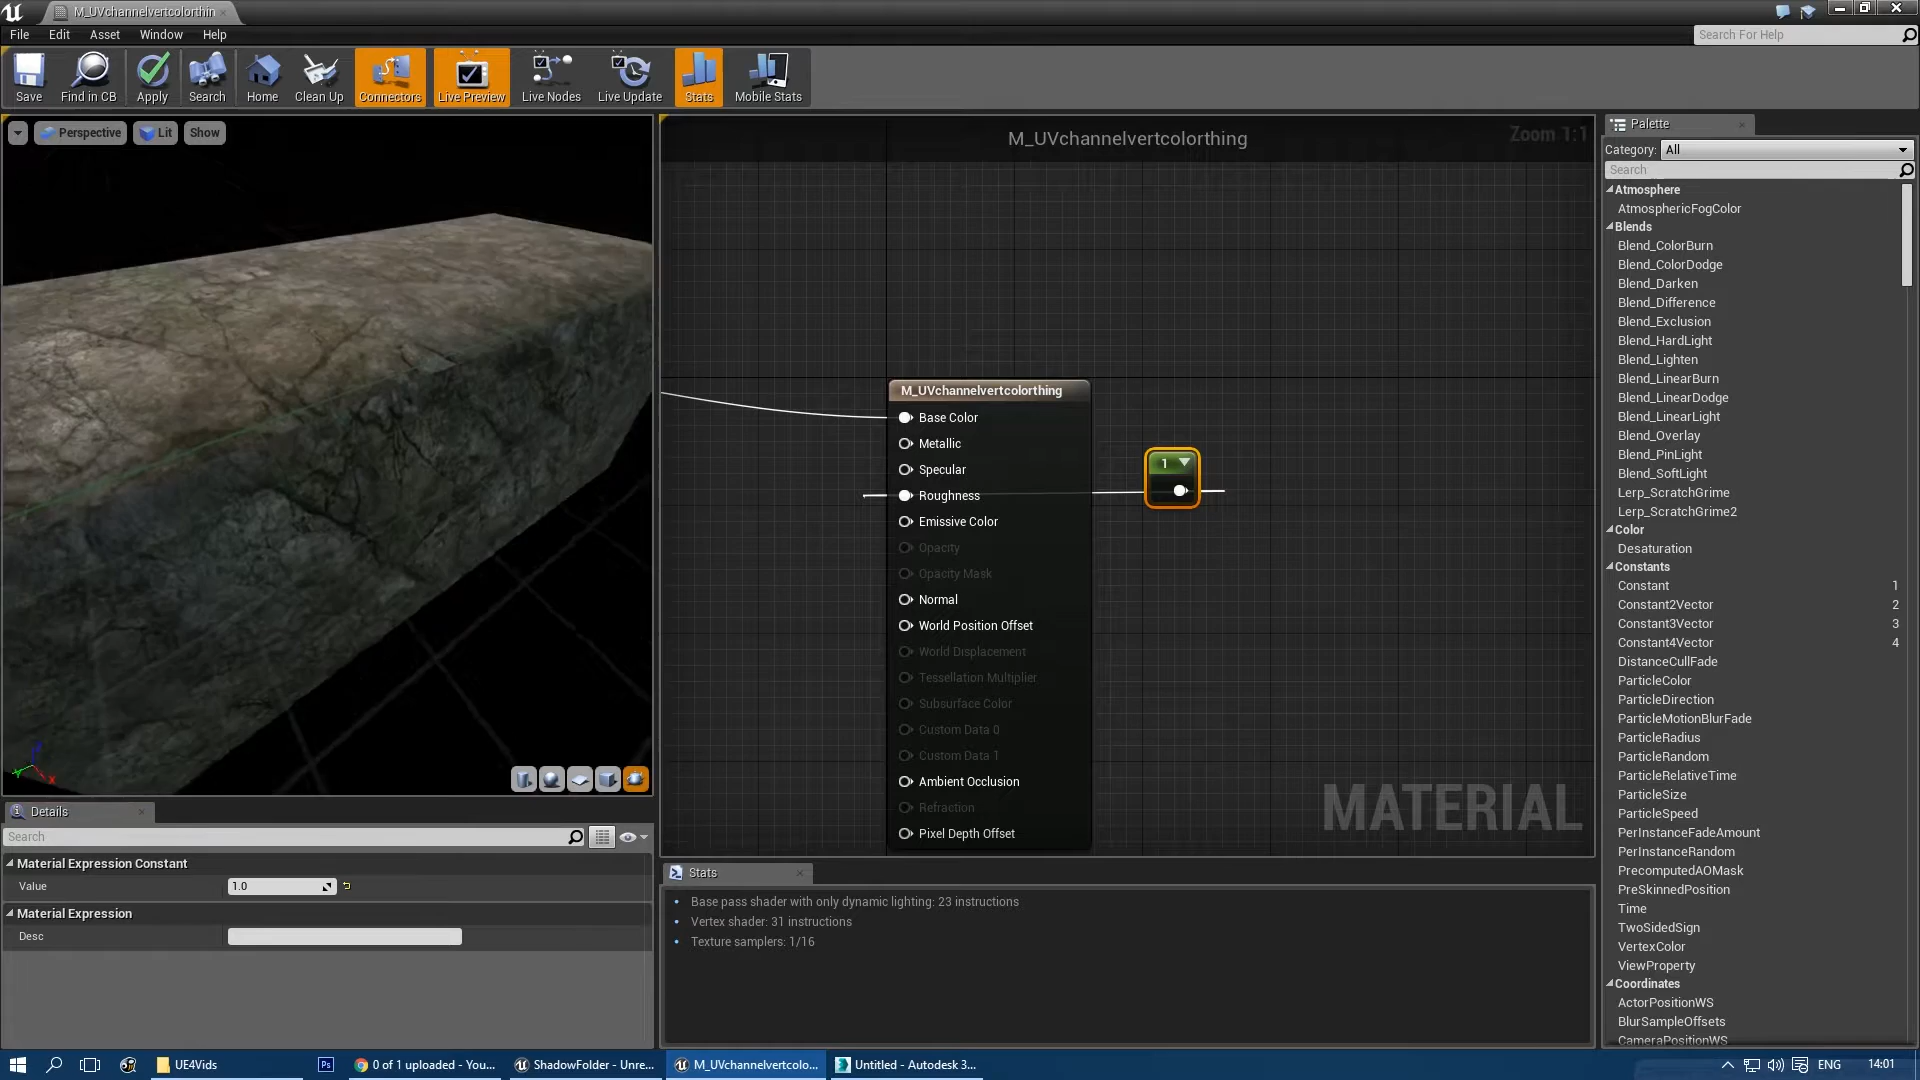 M_UVchannelvertcolorthin
File Edit Asset Window Help
Search For Help
Save
Find in CB
Apply
Search
Home
Clean Up
Connectors
Live Preview
Live Nodes
Live Update
Stats
Mobile Stats
Perspective
Lit
Show
M_UVchannelvertcolorthing
Zoom 1:1
M_UVchannelvertcolorthing
Base Color
Metallic
Specular
Roughness
Emissive Color
Opacity
Opacity Mask
Normal
World Position Offset
World Displacement
Tessellation Multiplier
Subsurface Color
Custom Data 0
Custom Data 1
Ambient Occlusion
Refraction
Pixel Depth Offset
1
MATERIAL
Palette
Category: All
Search
Atmosphere
AtmosphericFogColor
Blends
Blend_ColorBurn
Blend_ColorDodge
Blend_Darken
Blend_Difference
Blend_Exclusion
Blend_HardLight
Blend_Lighten
Blend_LinearBurn
Blend_LinearDodge
Blend_LinearLight
Blend_Overlay
Blend_PinLight
Blend_SoftLight
Lerp_ScratchGrime
Lerp_ScratchGrime2
Color
Desaturation
Constants
Constant 1
Constant2Vector 2
Constant3Vector 3
Constant4Vector 4
DistanceCullFade
ParticleColor
ParticleDirection
ParticleMotionBlurFade
ParticleRadius
ParticleRandom
ParticleRelativeTime
ParticleSize
ParticleSpeed
PerInstanceFadeAmount
PerInstanceRandom
PrecomputedAOMask
PreSkinnedPosition
Time
TwoSidedSign
VertexColor
ViewProperty
Coordinates
ActorPositionWS
BlurSampleOffsets
CameraPositionWS
Details
Search
Material Expression Constant
Value 1.0
Material Expression
Desc
Stats
Base pass shader with only dynamic lighting: 23 instructions
Vertex shader: 31 instructions
Texture samplers: 1/16
UE4Vids
Ps
0 of 1 uploaded - You...
ShadowFolder - Unre...
M_UVchannelvertcolo...
Untitled - Autodesk 3...
ENG
14:01